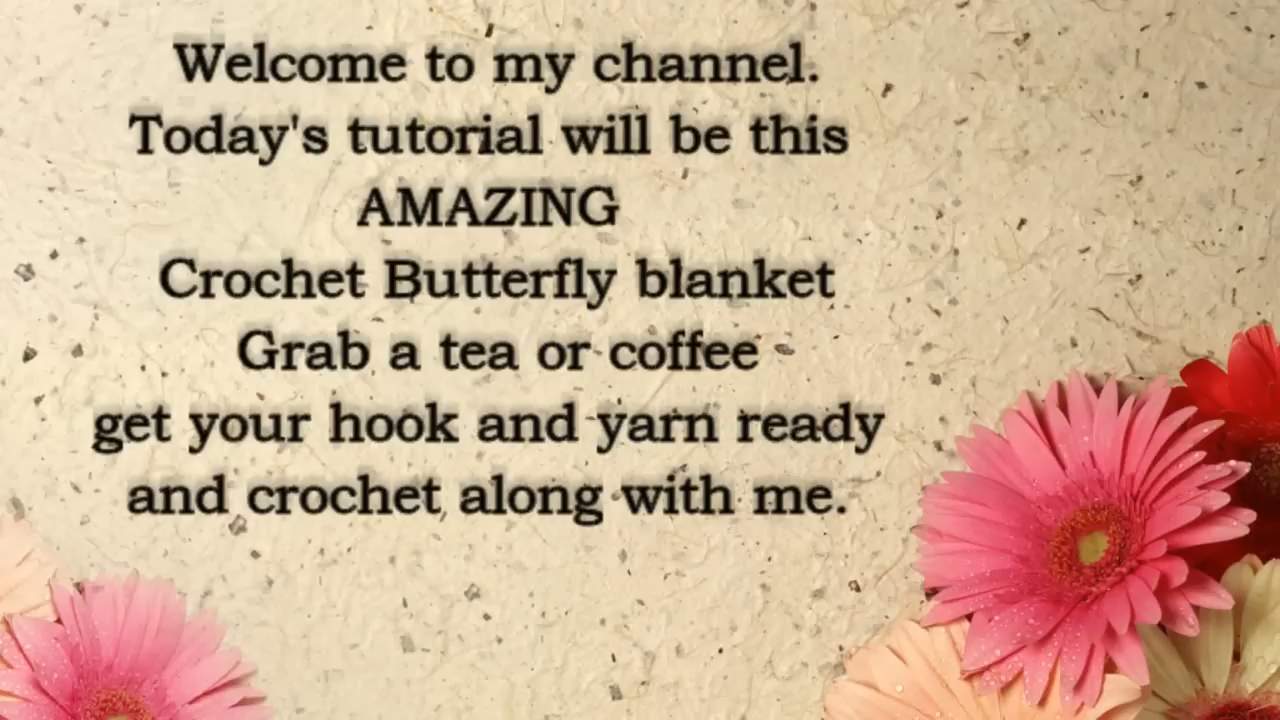 Welcome to my channel.
Today's tutorial will be this
AMAZING
Crochet Butterfly blanket
Grab a tea or coffee
get your hook and yarn ready
and crochet along with me.